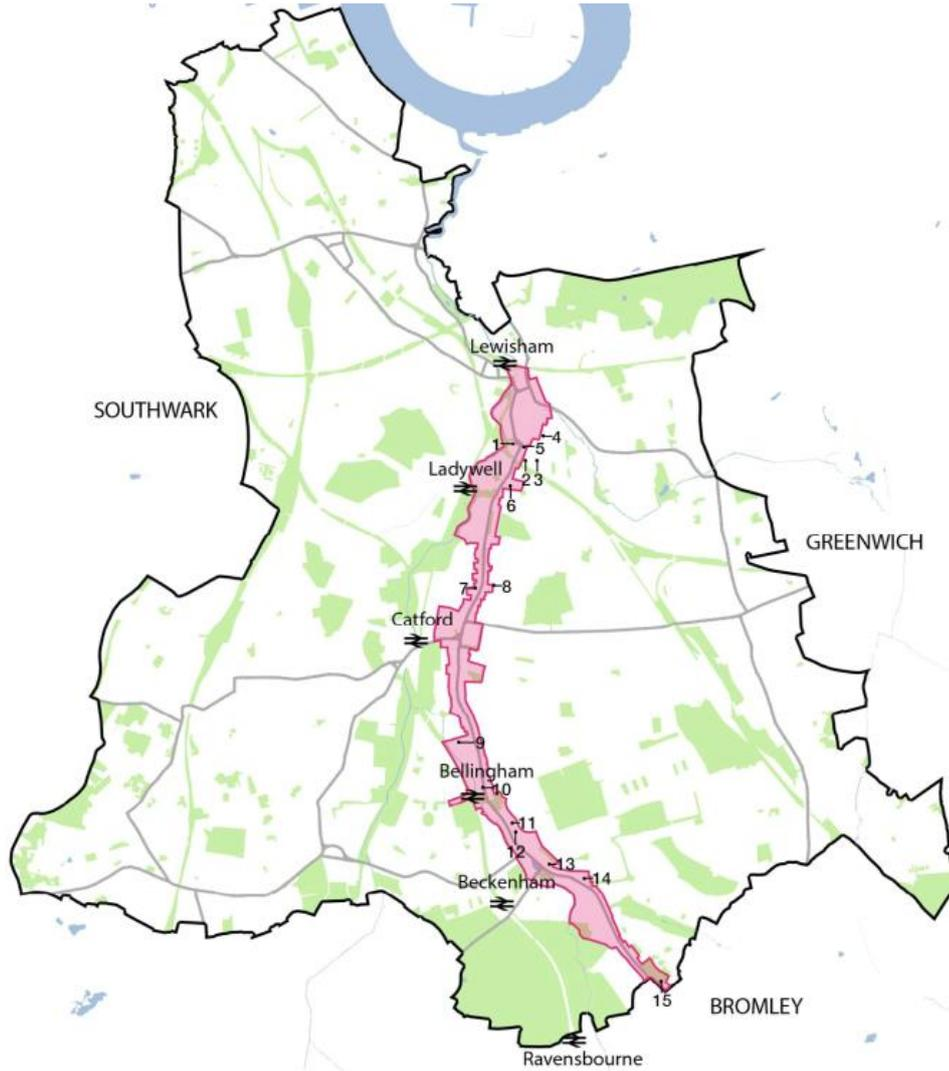 Lewisham
SOUTHWARK
4
1
5
Ladywell
2 3
6
GREENWICH
7
8
Catford
9
Bellingham
10
11
12
13
Beckenham
14
15
BROMLEY
Ravensbourne